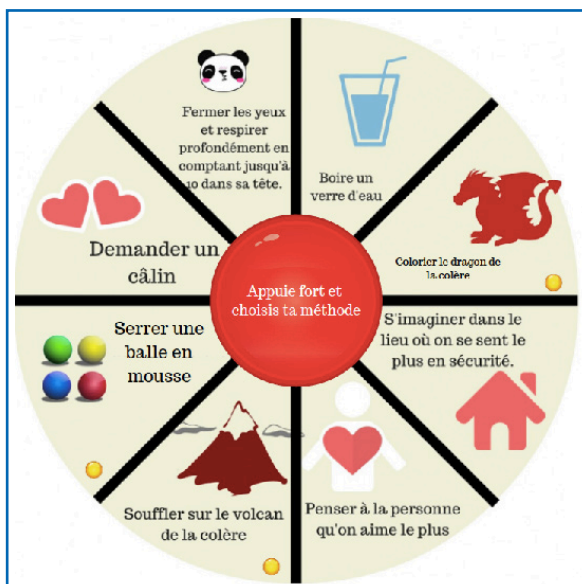 Fermer les yeux
et respirer
profondément en
comptant jusqu'à
10 dans sa tête.
Boire un
verre d'eau
Colorier le dragon de
la colère
S'imaginer dans le
lieu où on se sent le
plus en sécurité.
Penser à la personne
qu'on aime le plus
Souffler sur le volcan
de la colère
Serrer une
balle en
mousse
Demander un
câlin
Appuie fort et
choisis ta méthode